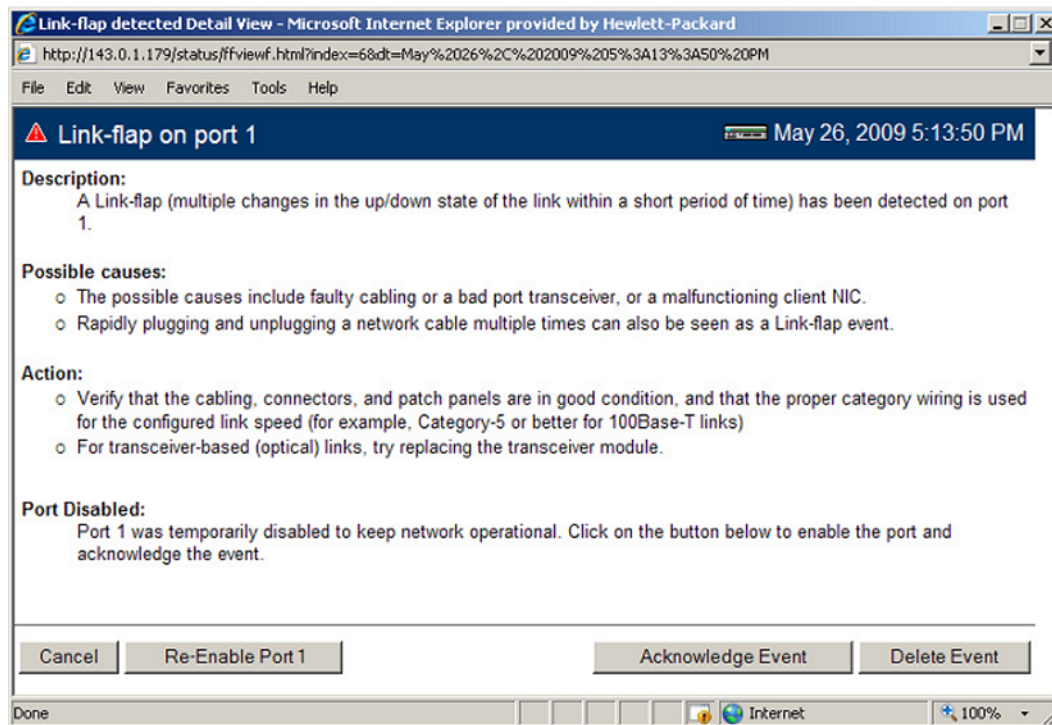 Link-flap detected Detail View - Microsoft Internet Explorer provided by Hewlett-Packard
http://143.0.1.179/status/ffviewf.html?index=6&dt=May%2026%2C%202009%205%3A13%3A50%20PM
File Edit View Favorites Tools Help
Link-flap on port 1 May 26, 2009 5:13:50 PM
Description:
A Link-flap (multiple changes in the up/down state of the link within a short period of time) has been detected on port
1.
Possible causes:
o The possible causes include faulty cabling or a bad port transceiver, or a malfunctioning client NIC.
o Rapidly plugging and unplugging a network cable multiple times can also be seen as a Link-flap event.
Action:
o Verify that the cabling, connectors, and patch panels are in good condition, and that the proper category wiring is used
for the configured link speed (for example, Category-5 or better for 100Base-T links)
o For transceiver-based (optical) links, try replacing the transceiver module.
Port Disabled:
Port 1 was temporarily disabled to keep network operational. Click on the button below to enable the port and
acknowledge the event.
Cancel Re-Enable Port 1 Acknowledge Event Delete Event
Done Internet 100%